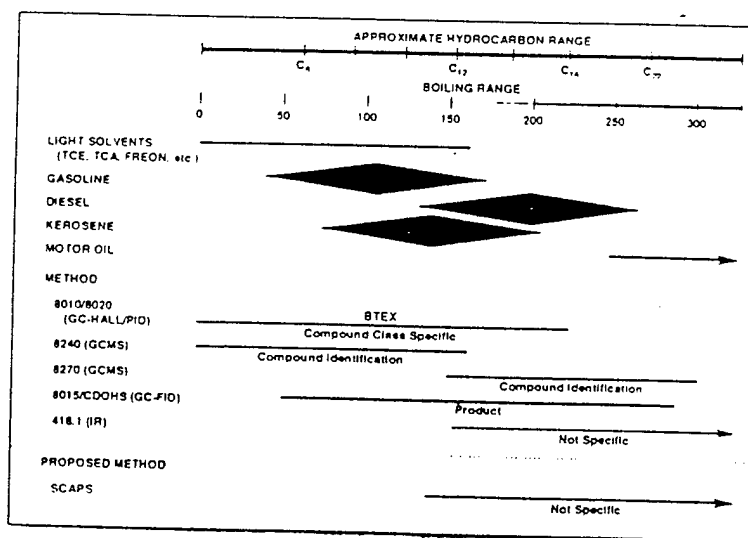 APPROXIMATE HYDROCARBON RANGE
C4 C12 C14
BOILING RANGE
0 50 100 150 200 250 300
LIGHT SOLVENTS
(TCE, TCA, FREON, etc.)
GASOLINE
DIESEL
KEROSENE
MOTOR OIL
METHOD
8010/8020
(GC-HALL/PID)
BTEX
Compound Class Specific
8240 (GCMS)
Compound Identification
8270 (GCMS)
Compound Identification
8015/CDOHS (GC-FID)
Product
418.1 (IR)
Not Specific
PROPOSED METHOD
SCAPS
Not Specific